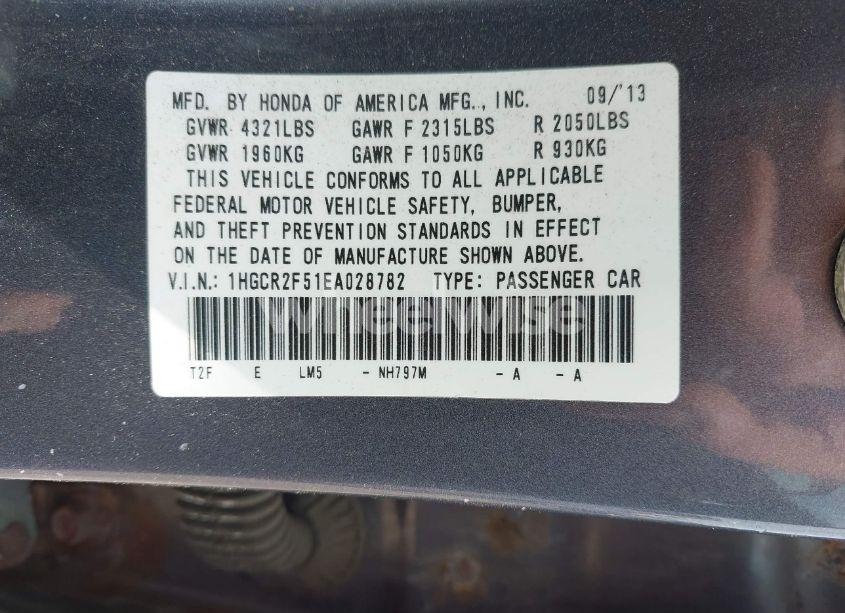 MFD. BY HONDA OF AMERICA MFG., INC. 09/'13
GVWR 4321LBS GAWR F 2315LBS R 2050LBS
GVWR 1960KG GAWR F 1050KG R 930KG
THIS VEHICLE CONFORMS TO ALL APPLICABLE
FEDERAL MOTOR VEHICLE SAFETY, BUMPER,
AND THEFT PREVENTION STANDARDS IN EFFECT
ON THE DATE OF MANUFACTURE SHOWN ABOVE.
V.I.N.: 1HGCR2F51EA028782 TYPE: PASSENGER CAR
Wheelwise
T2F E LM5 - NH797M - A - A